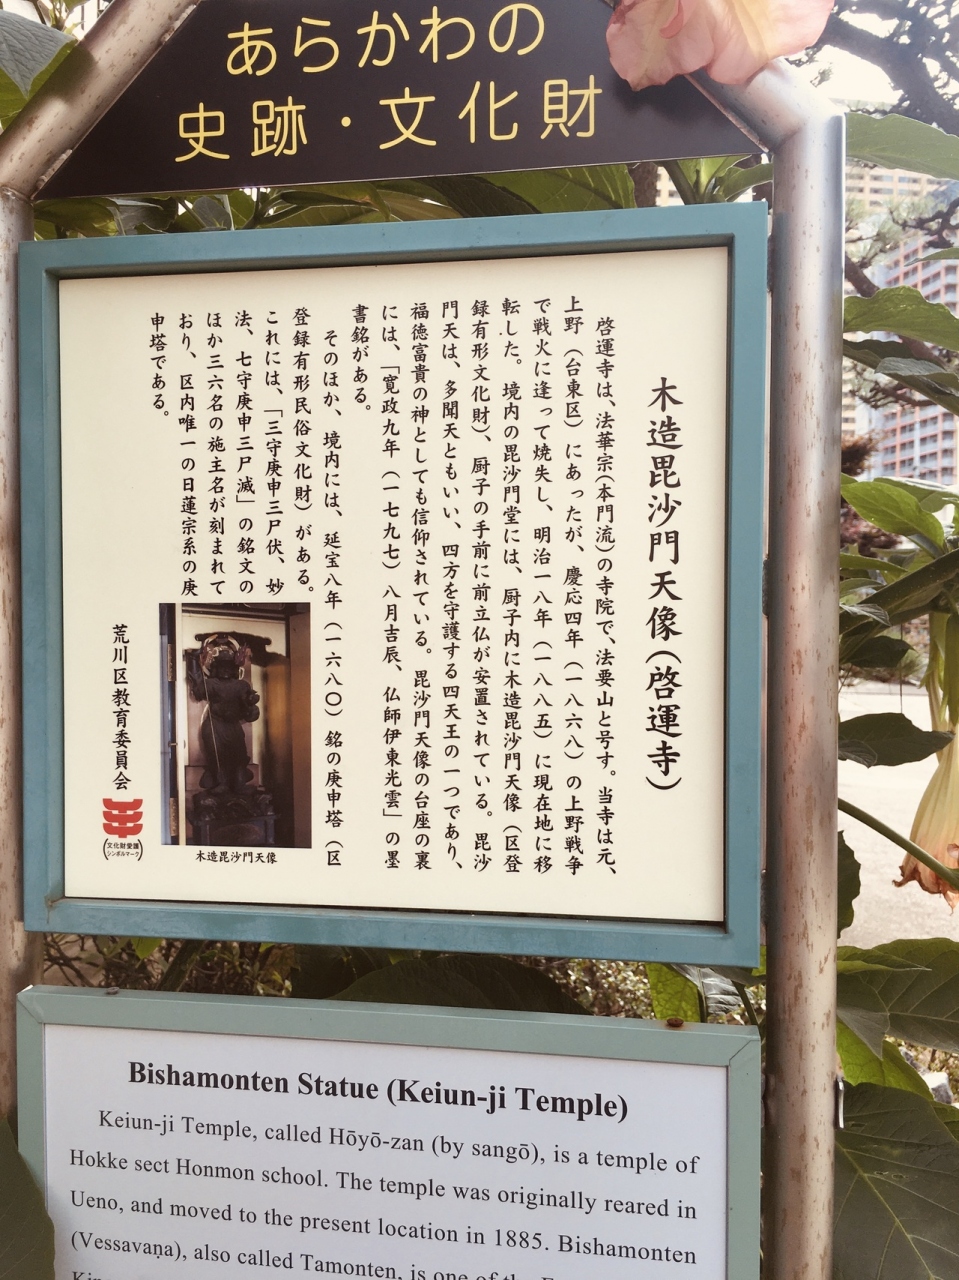 あらかわの
史跡・文化財
木造毘沙門天像(啓運寺)
啓運寺は、法華宗(本門流)の寺院で、法要山と号す。当寺は元、
上野(台東区)にあったが、慶応四年(一八六八)の上野戦争
で戦火に逢って焼失し、明治一八年(一八八五)に現在地に移
転した。境内の毘沙門堂には、厨子内に木造毘沙門天像(区登
録有形文化財)、厨子の手前に前立仏が安置されている。毘沙
門天は、多聞天ともいい、四方を守護する四天王の一つであり、
福徳富貴の神としても信仰されている。毘沙門天像の台座の裏
には、「寛政九年(一七九七)八月吉辰、仏師伊東光雲」の墨
書銘がある。
そのほか、境内には、延宝八年(一六八〇)銘の庚申塔(区
登録有形民俗文化財)がある。
これには、「三守庚申三尸伏、妙
法、七守庚申三尸滅」の銘文の
ほか三六名の施主名が刻まれて
おり、区内唯一の日蓮宗系の庚
申塔である。
木造毘沙門天像
荒川区教育委員会
(文化財愛護
シンボルマーク)
Bishamonten Statue (Keiun-ji Temple)
Keiun-ji Temple, called Hōyō-zan (by sangō), is a temple of
Hokke sect Honmon school. The temple was originally reared in
Ueno, and moved to the present location in 1885. Bishamonten
(Vessavaṇa), also called Tamonten, is one of the